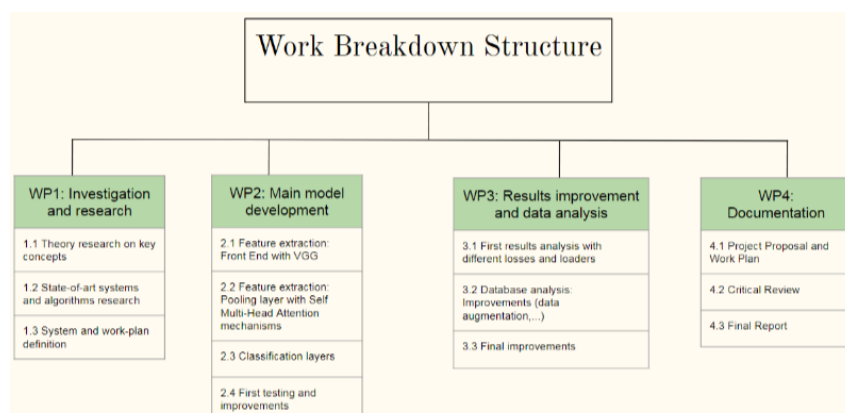 Work Breakdown Structure
WP1: Investigation
and research
1.1 Theory research on key
concepts
1.2 State-of-art systems
and algorithms research
1.3 System and work-plan
definition
WP2: Main model
development
2.1 Feature extraction:
Front End with VGG
2.2 Feature extraction:
Pooling layer with Self
Multi-Head Attention
mechanisms
2.3 Classification layers
2.4 First testing and
improvements
WP3: Results improvement
and data analysis
3.1 First results analysis with
different losses and loaders
3.2 Database analysis:
Improvements (data
augmentation,...)
3.3 Final improvements
WP4:
Documentation
4.1 Project Proposal and
Work Plan
4.2 Critical Review
4.3 Final Report